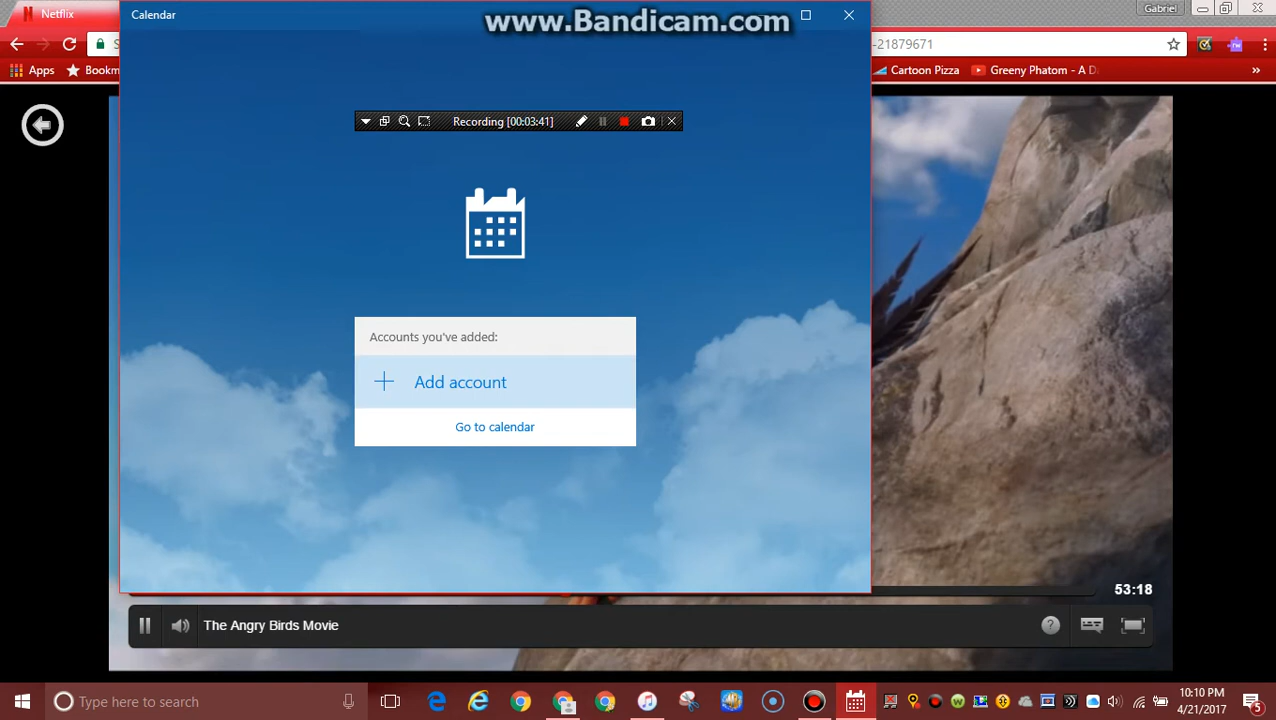 Netflix
Calendar
www.Bandicam.com
Gabriel
S
-21879671
Apps
Bookm
Cartoon Pizza
Greeny Phatom - A D
»
Recording [00:03:41]
Accounts you've added:
Add account
Go to calendar
53:18
The Angry Birds Movie
?
Type here to search
10:10 PM
4/21/2017
5